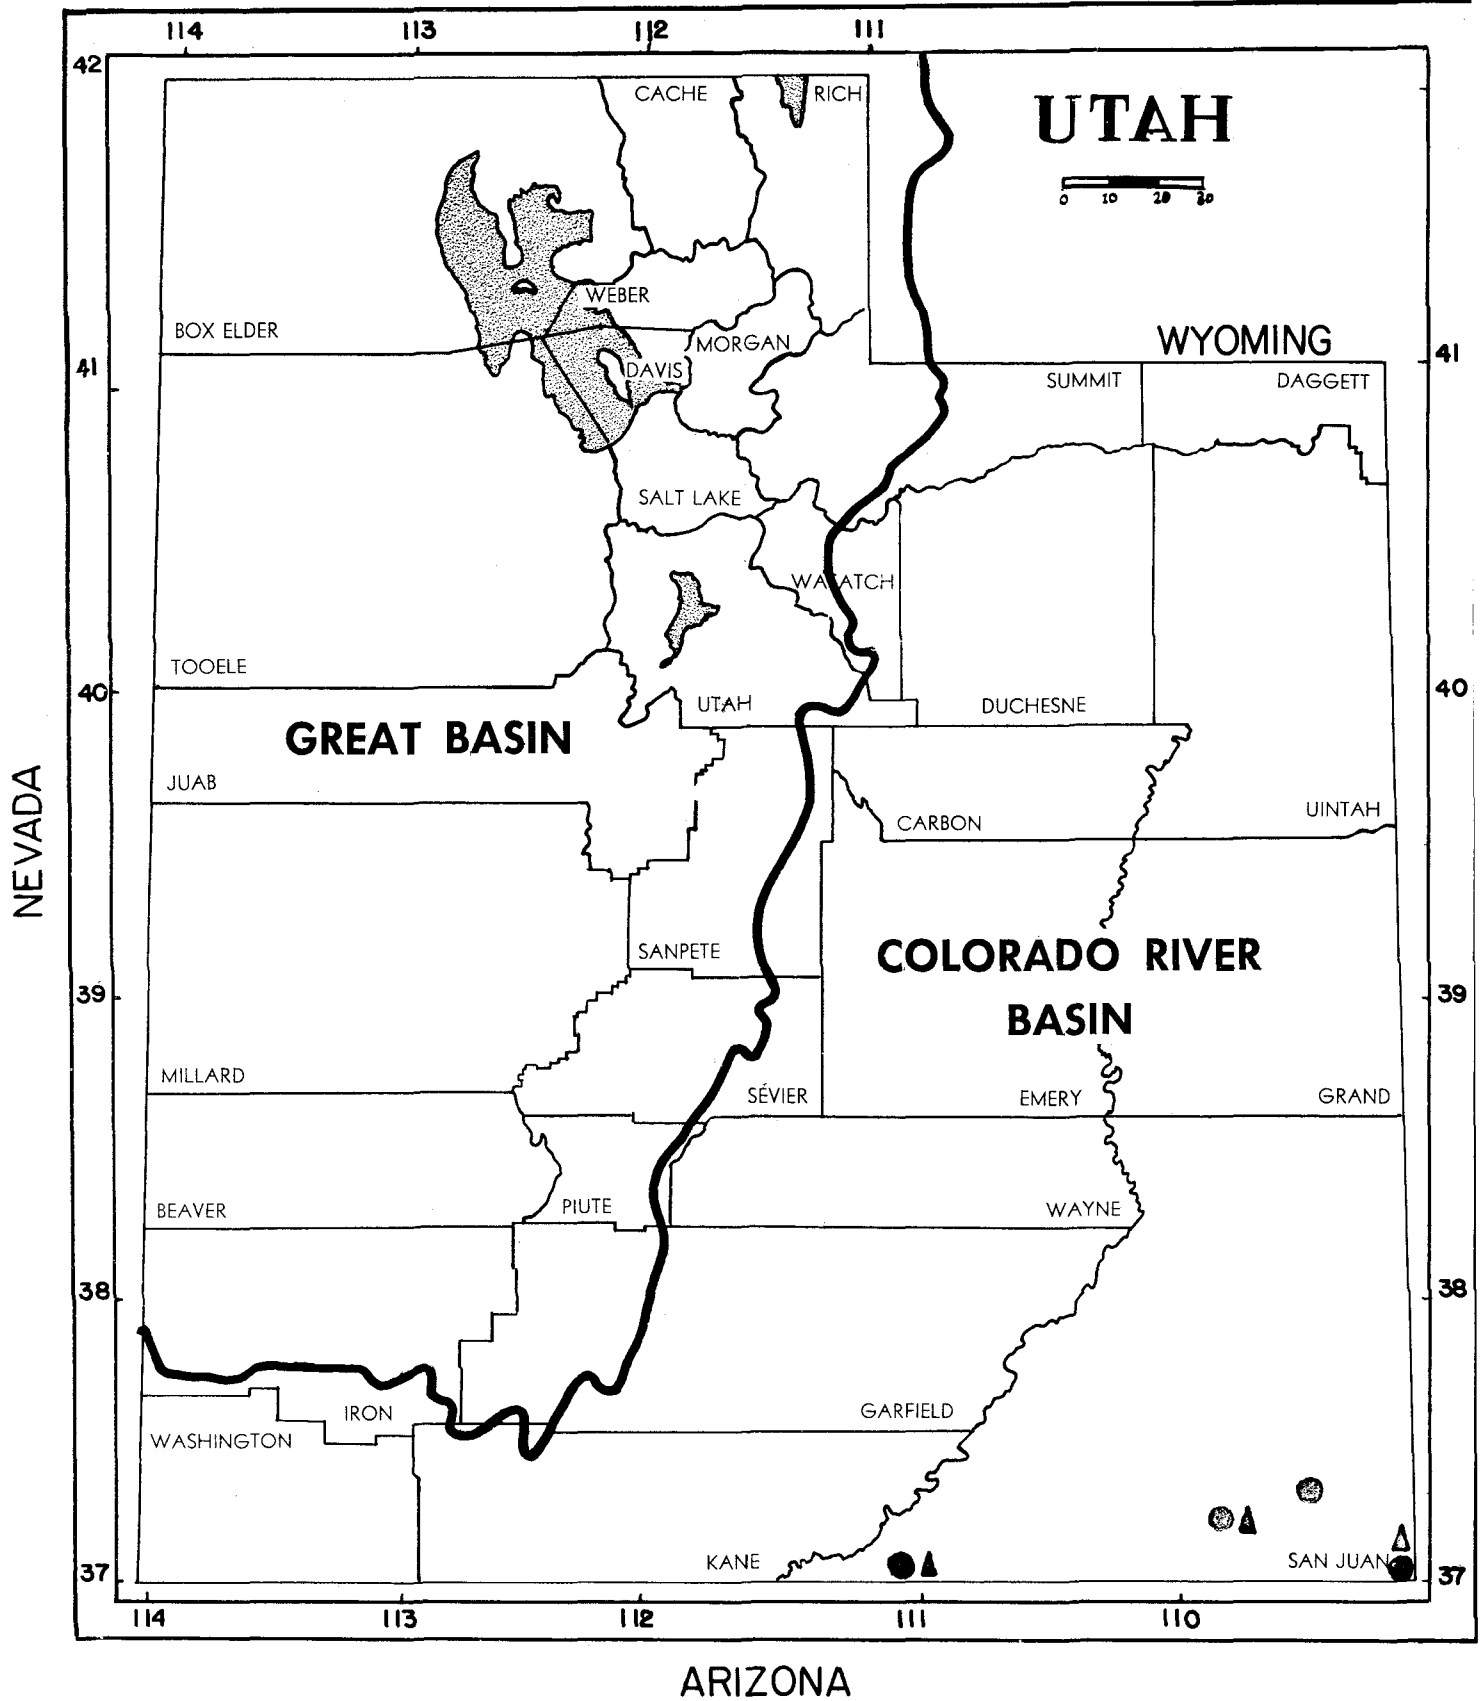 114 113 112 111
42
CACHE RICH
UTAH
0 10 20 30
WEBER
BOX ELDER
MORGAN
WYOMING
41 41
DAVIS
SUMMIT DAGGETT
SALT LAKE
WASATCH
TOOELE
40 40
UTAH DUCHESNE
GREAT BASIN
JUAB
NEVADA
CARBON UINTAH
SANPETE
COLORADO RIVER
BASIN
39 39
MILLARD
SÉVIER EMERY GRAND
BEAVER PIUTE WAYNE
38 38
IRON GARFIELD
WASHINGTON
KANE SAN JUAN
37 37
114 113 112 111 110
ARIZONA